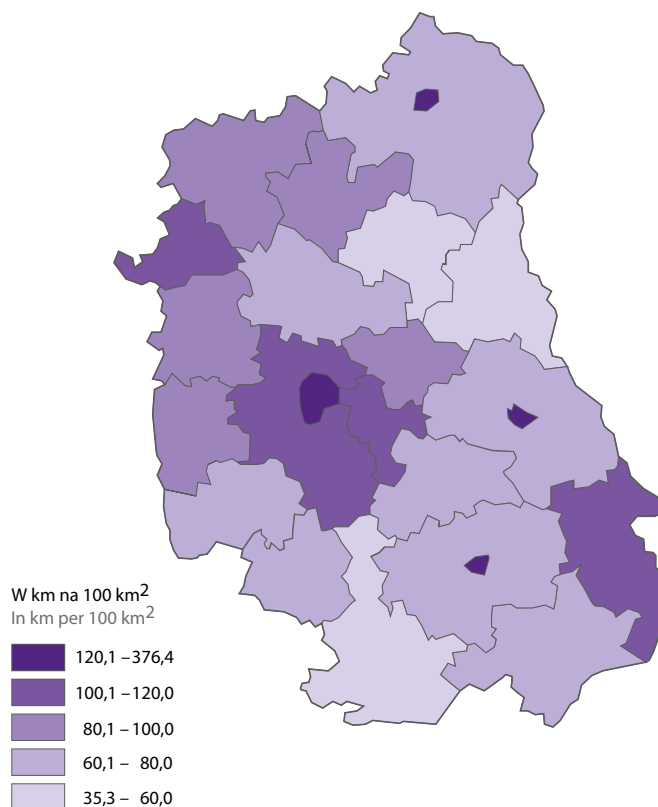 W km na 100 km²
In km per 100 km²
120,1 – 376,4
100,1 – 120,0
80,1 – 100,0
60,1 – 80,0
35,3 – 60,0